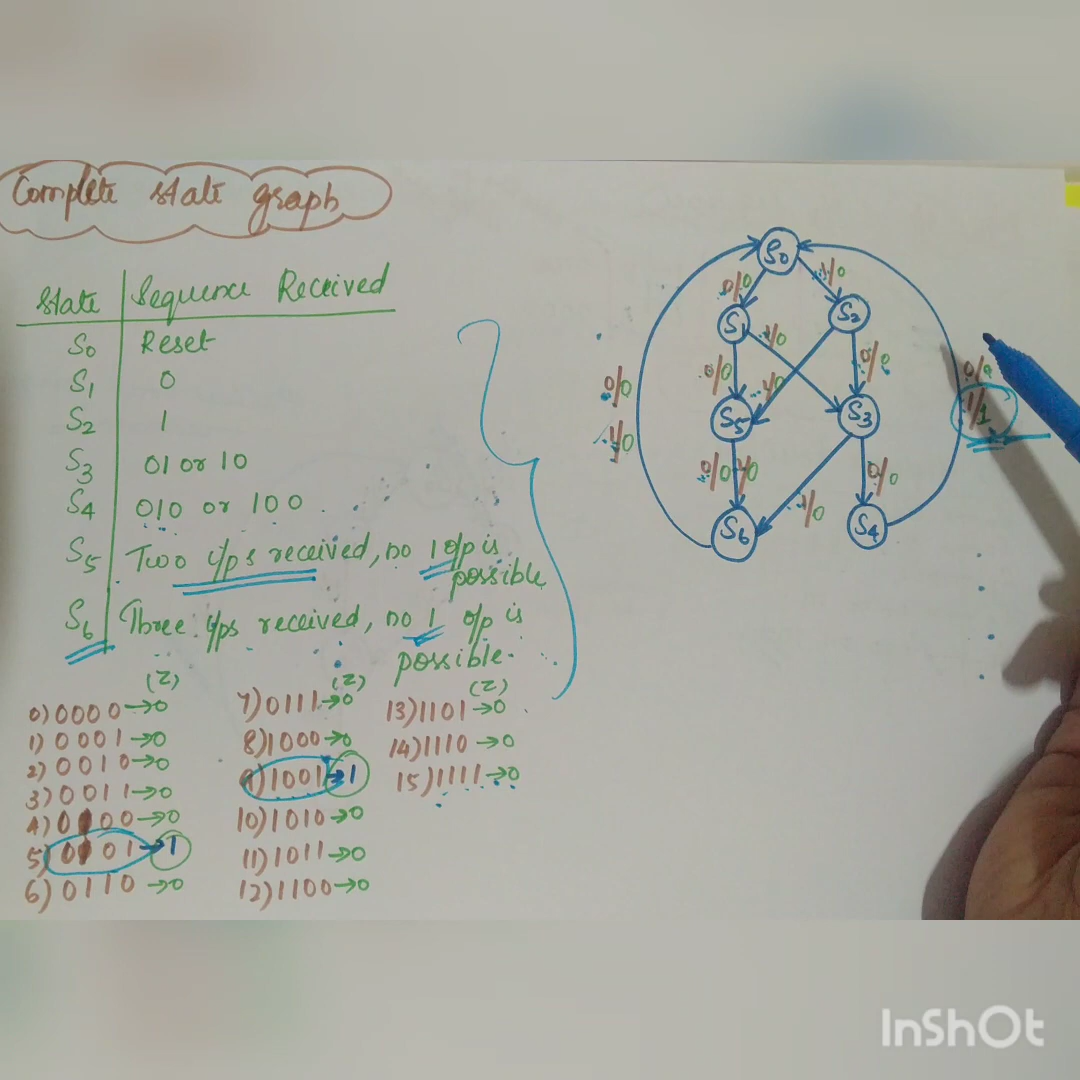 Complete state graph
State Sequence Received
S0 Reset
S1 0
S2 1
S3 01 or 10
S4 010 or 100
S5 Two i/ps received, no 1 o/p is
possible
S6 Three i/ps received, no 1 o/p is
possible.
(Z)
0) 0000→0
1) 0001→0
2) 0010→0
3) 0011→0
4) 0100→0
5) 0101→1
6) 0110→0
(Z)
7) 0111→0
8) 1000→0
9) 1001→1
10) 1010→0
11) 1011→0
12) 1100→0
(Z)
13) 1101→0
14) 1110→0
15) 1111→0
S0
0/0 1/0
S1 S2
1/0
0/0 1/0 0/0
S5 S3
0/0 1/0 1/0 0/0
S6 S4
0/0
1/0
0/0
1/1
InShOt